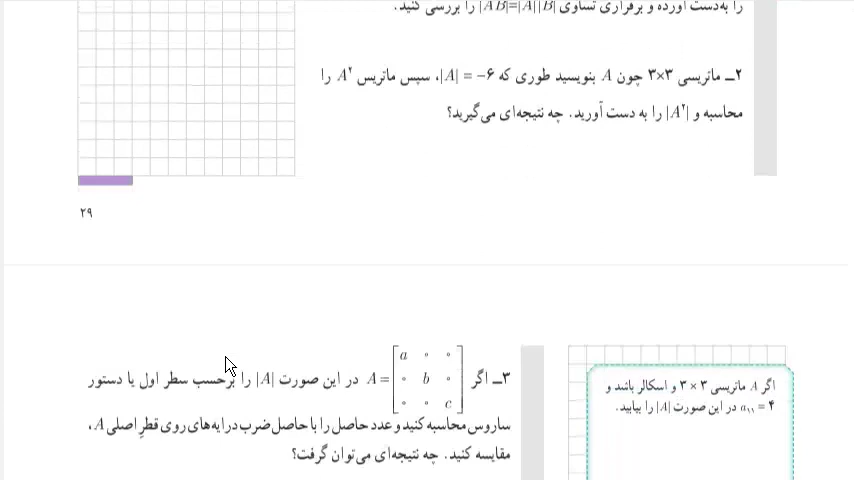 را به‌دست آورده و برقراری تساوی |AB|=|A||B| را بررسی کنید.
۲ــ ماتریسی ۳×۳ چون A بنویسید طوری که ۶− = |A|، سپس ماتریس A² را
محاسبه و |A²| را به دست آورید. چه نتیجه‌ای می‌گیرید؟
۲۹
۳ــ اگر A = [a ۰ ۰ / ۰ b ۰ / ۰ ۰ c] در این صورت |A| را برحسب سطر اول یا دستور
ساروس محاسبه کنید و عدد حاصل را با حاصل ضرب درایه‌های روی قطرِ اصلی A،
مقایسه کنید. چه نتیجه‌ای می‌توان گرفت؟
اگر A ماتریسی ۳ × ۳ و اسکالر باشد و
a₁₁ = ۴ در این صورت |A| را بیابید.